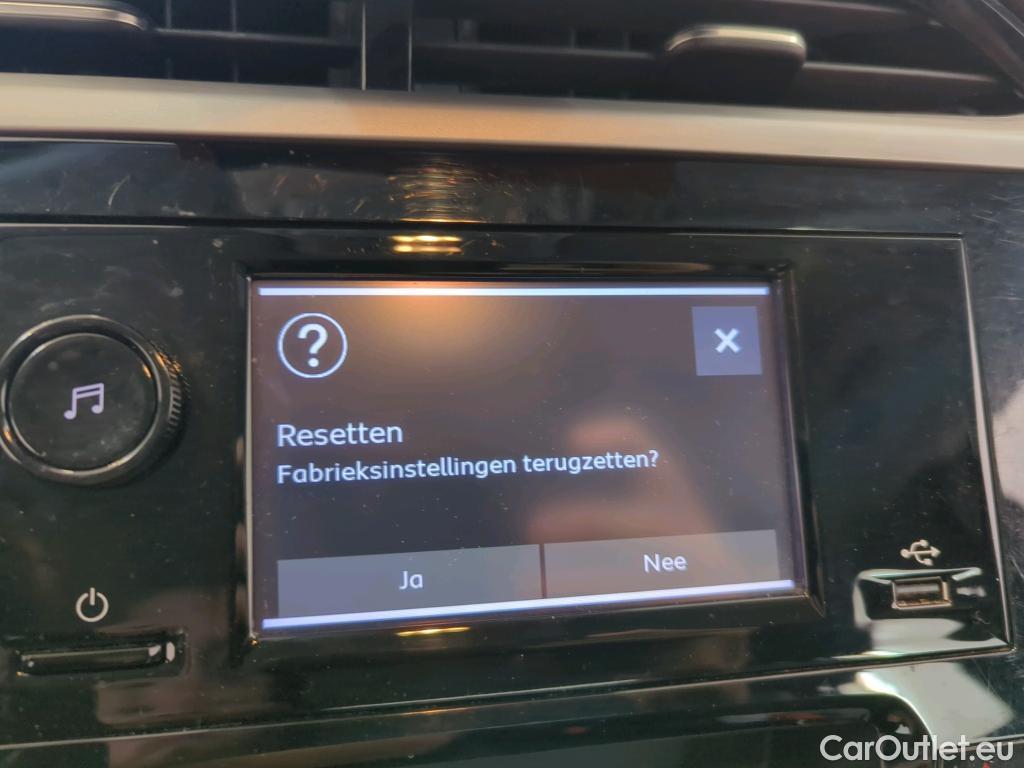 Resetten
Fabrieksinstellingen terugzetten?
Ja
Nee
CarOutlet.eu